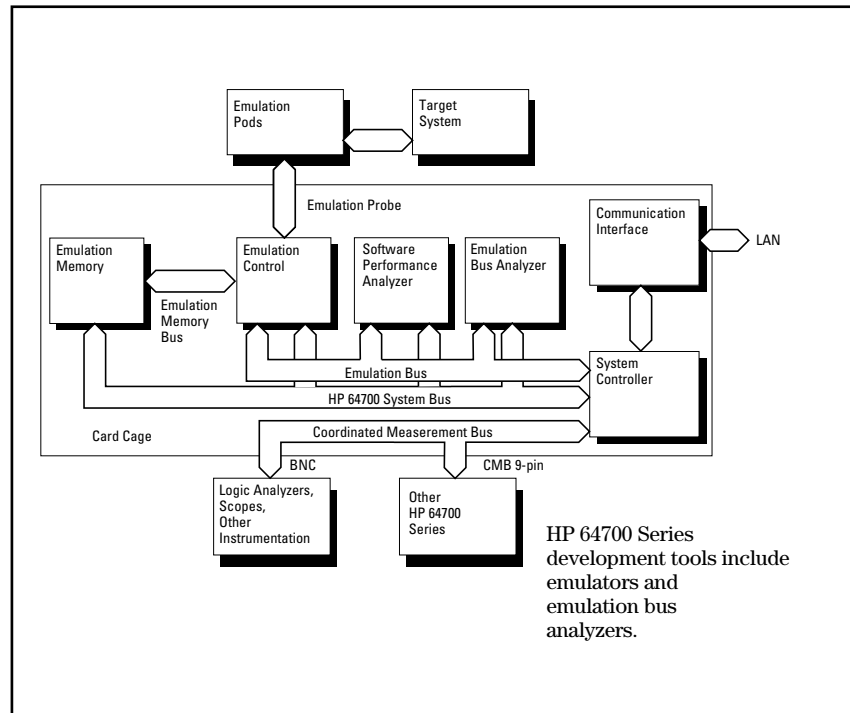 Emulation
Pods
Target
System
Emulation Probe
Communication
Interface
LAN
Emulation
Memory
Emulation
Control
Software
Performance
Analyzer
Emulation
Bus Analyzer
Emulation
Memory
Bus
System
Controller
Emulation Bus
HP 64700 System Bus
Card Cage
Coordinated Measerement Bus
BNC
CMB 9-pin
Logic Analyzers,
Scopes,
Other
Instrumentation
Other
HP 64700
Series
HP 64700 Series
development tools include
emulators and
emulation bus
analyzers.